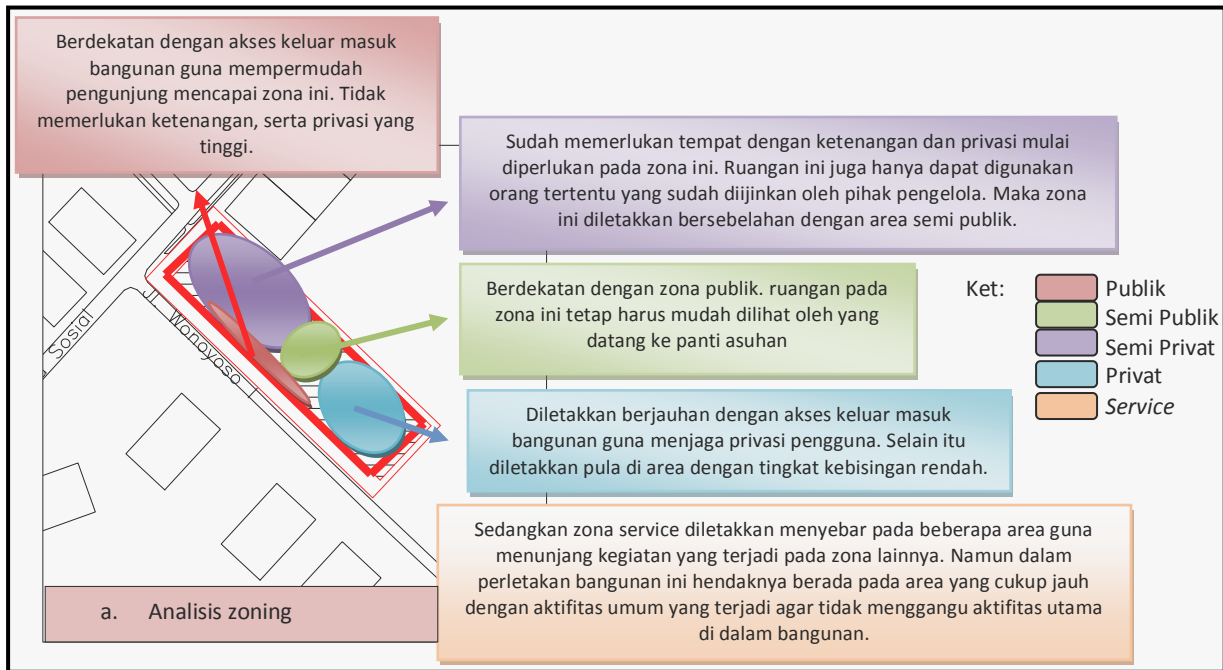 Berdekatan dengan akses keluar masuk
bangunan guna mempermudah
pengunjung mencapai zona ini. Tidak
memerlukan ketenangan, serta privasi yang
tinggi.
Sudah memerlukan tempat dengan ketenangan dan privasi mulai
diperlukan pada zona ini. Ruangan ini juga hanya dapat digunakan
orang tertentu yang sudah diijinkan oleh pihak pengelola. Maka zona
ini diletakkan bersebelahan dengan area semi publik.
Berdekatan dengan zona publik. ruangan pada
zona ini tetap harus mudah dilihat oleh yang
datang ke panti asuhan
Ket:
Publik
Semi Publik
Semi Privat
Privat
Service
Diletakkan berjauhan dengan akses keluar masuk
bangunan guna menjaga privasi pengguna. Selain itu
diletakkan pula di area dengan tingkat kebisingan rendah.
Sedangkan zona service diletakkan menyebar pada beberapa area guna
menunjang kegiatan yang terjadi pada zona lainnya. Namun dalam
perletakan bangunan ini hendaknya berada pada area yang cukup jauh
dengan aktifitas umum yang terjadi agar tidak menggangu aktifitas utama
di dalam bangunan.
Jl. Wonoyoso
Sosial
a. Analisis zoning